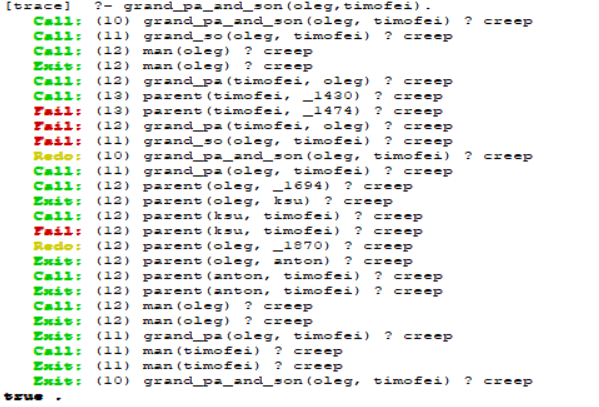 [trace]  ?- grand_pa_and_son(oleg,timofei).
Call: (10) grand_pa_and_son(oleg, timofei) ? creep
Call: (11) grand_so(oleg, timofei) ? creep
Call: (12) man(oleg) ? creep
Exit: (12) man(oleg) ? creep
Call: (12) grand_pa(timofei, oleg) ? creep
Call: (13) parent(timofei, _1430) ? creep
Fail: (13) parent(timofei, _1474) ? creep
Fail: (12) grand_pa(timofei, oleg) ? creep
Fail: (11) grand_so(oleg, timofei) ? creep
Redo: (10) grand_pa_and_son(oleg, timofei) ? creep
Call: (11) grand_pa(oleg, timofei) ? creep
Call: (12) parent(oleg, _1694) ? creep
Exit: (12) parent(oleg, ksu) ? creep
Call: (12) parent(ksu, timofei) ? creep
Fail: (12) parent(ksu, timofei) ? creep
Redo: (12) parent(oleg, _1870) ? creep
Exit: (12) parent(oleg, anton) ? creep
Call: (12) parent(anton, timofei) ? creep
Exit: (12) parent(anton, timofei) ? creep
Call: (12) man(oleg) ? creep
Exit: (12) man(oleg) ? creep
Exit: (11) grand_pa(oleg, timofei) ? creep
Call: (11) man(timofei) ? creep
Exit: (11) man(timofei) ? creep
Exit: (10) grand_pa_and_son(oleg, timofei) ? creep
true .